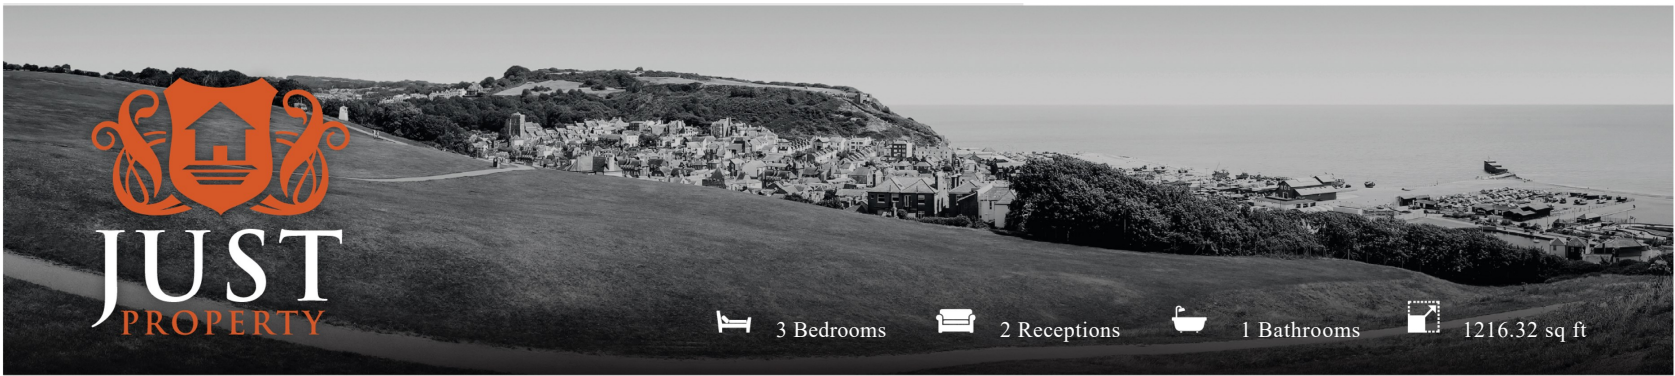 JUST
PROPERTY
3 Bedrooms
2 Receptions
1 Bathrooms
1216.32 sq ft